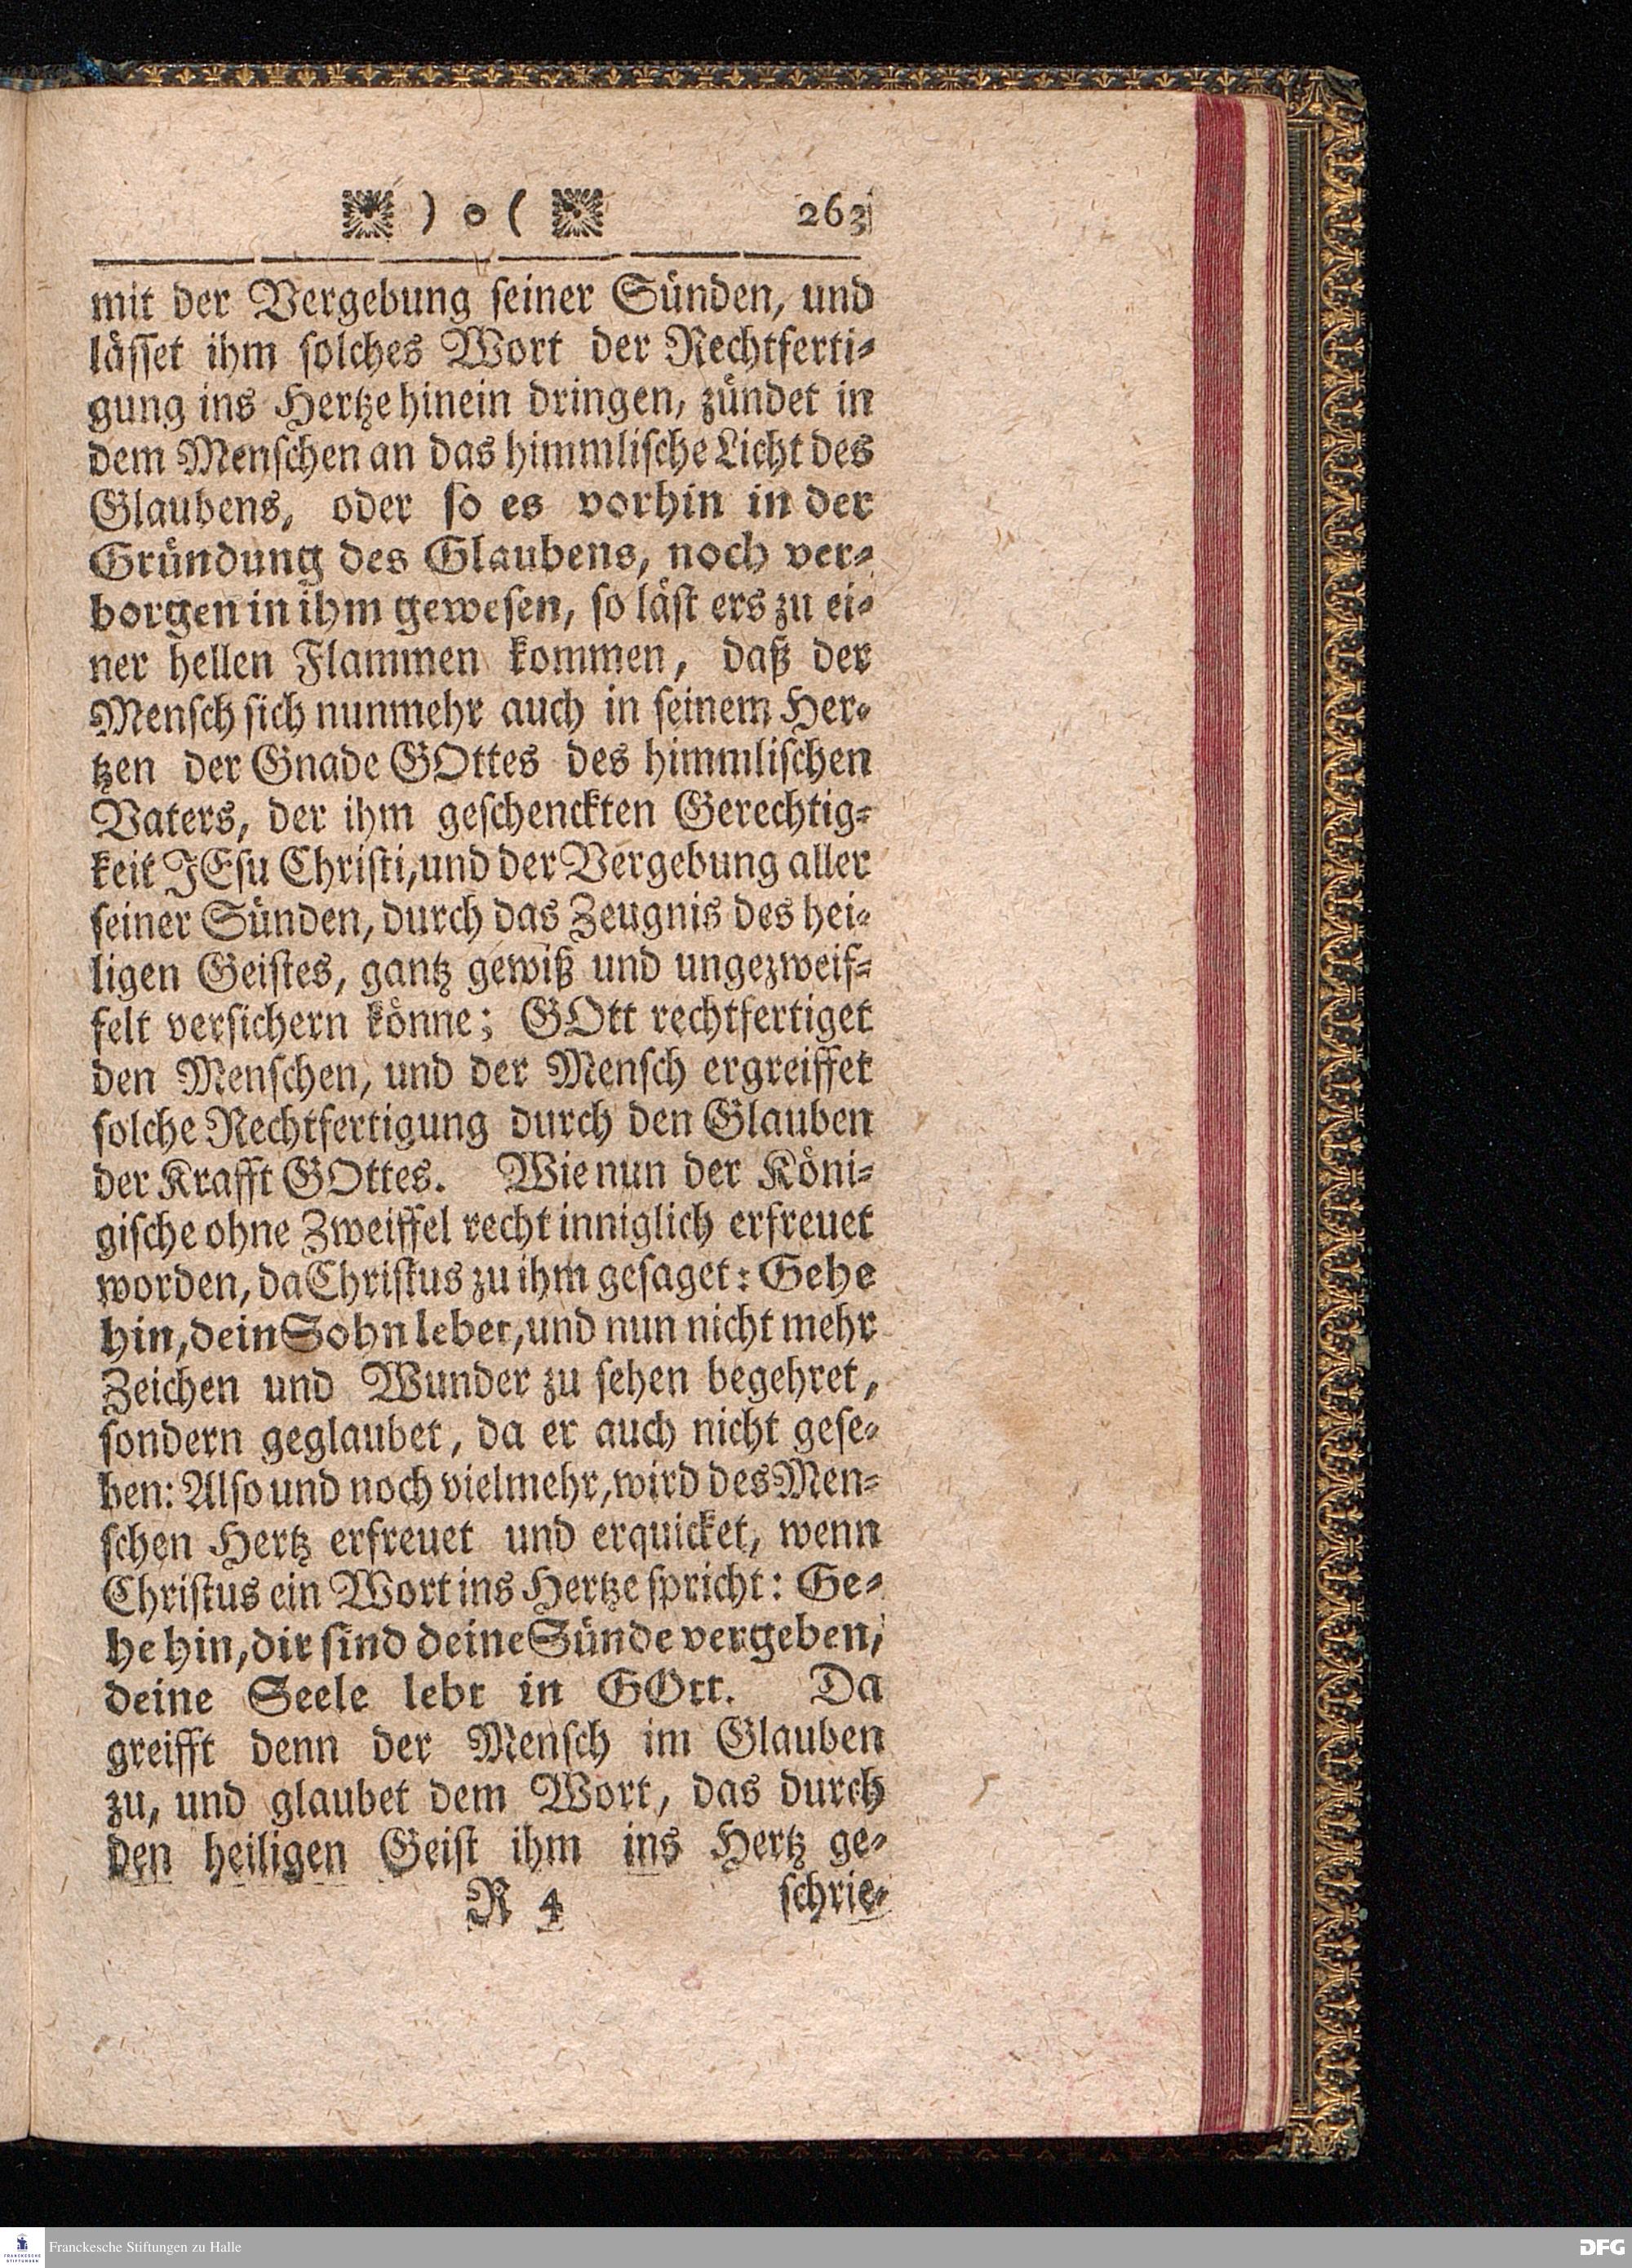 ) o ( 263
mit der Vergebung ſeiner Sünden, und
läſſet ihm ſolches Wort der Rechtferti⸗
gung ins Hertze hinein dringen, zündet in
dem Menſchen an das himmliſche Licht des
Glaubens, oder ſo es vorhin in der
Gründung des Glaubens, noch ver⸗
borgen in ihm geweſen, ſo läſt ers zu ei⸗
ner hellen Flammen kommen, daß der
Menſch ſich nunmehr auch in ſeinem Her⸗
tzen der Gnade GOttes des himmliſchen
Vaters, der ihm geſchenckten Gerechtig⸗
keit JEſu Chriſti, und der Vergebung aller
ſeiner Sünden, durch das Zeugnis des hei⸗
ligen Geiſtes, gantz gewiß und ungezweif⸗
felt verſichern könne; GOtt rechtfertiget
den Menſchen, und der Menſch ergreiffet
ſolche Rechtfertigung durch den Glauben
der Krafft GOttes. Wie nun der Köni⸗
giſche ohne Zweiffel recht inniglich erfreuet
worden, da Chriſtus zu ihm geſaget: Gehe
hin, dein Sohn lebet, und nun nicht mehr
Zeichen und Wunder zu ſehen begehret,
ſondern geglaubet, da er auch nicht geſe⸗
hen: Alſo und noch vielmehr, wird des Men⸗
ſchen Hertz erfreuet und erquicket, wenn
Chriſtus ein Wort ins Hertze ſpricht: Ge⸗
he hin, dir ſind deine Sünde vergeben,
deine Seele lebt in GOtt. Da
greifft denn der Menſch im Glauben
zu, und glaubet dem Wort, das durch
den heiligen Geiſt ihm ins Hertz ge⸗
R 4 ſchrie⸗
FRANCKESCHE STIFTUNGEN
Franckesche Stiftungen zu Halle
DFG